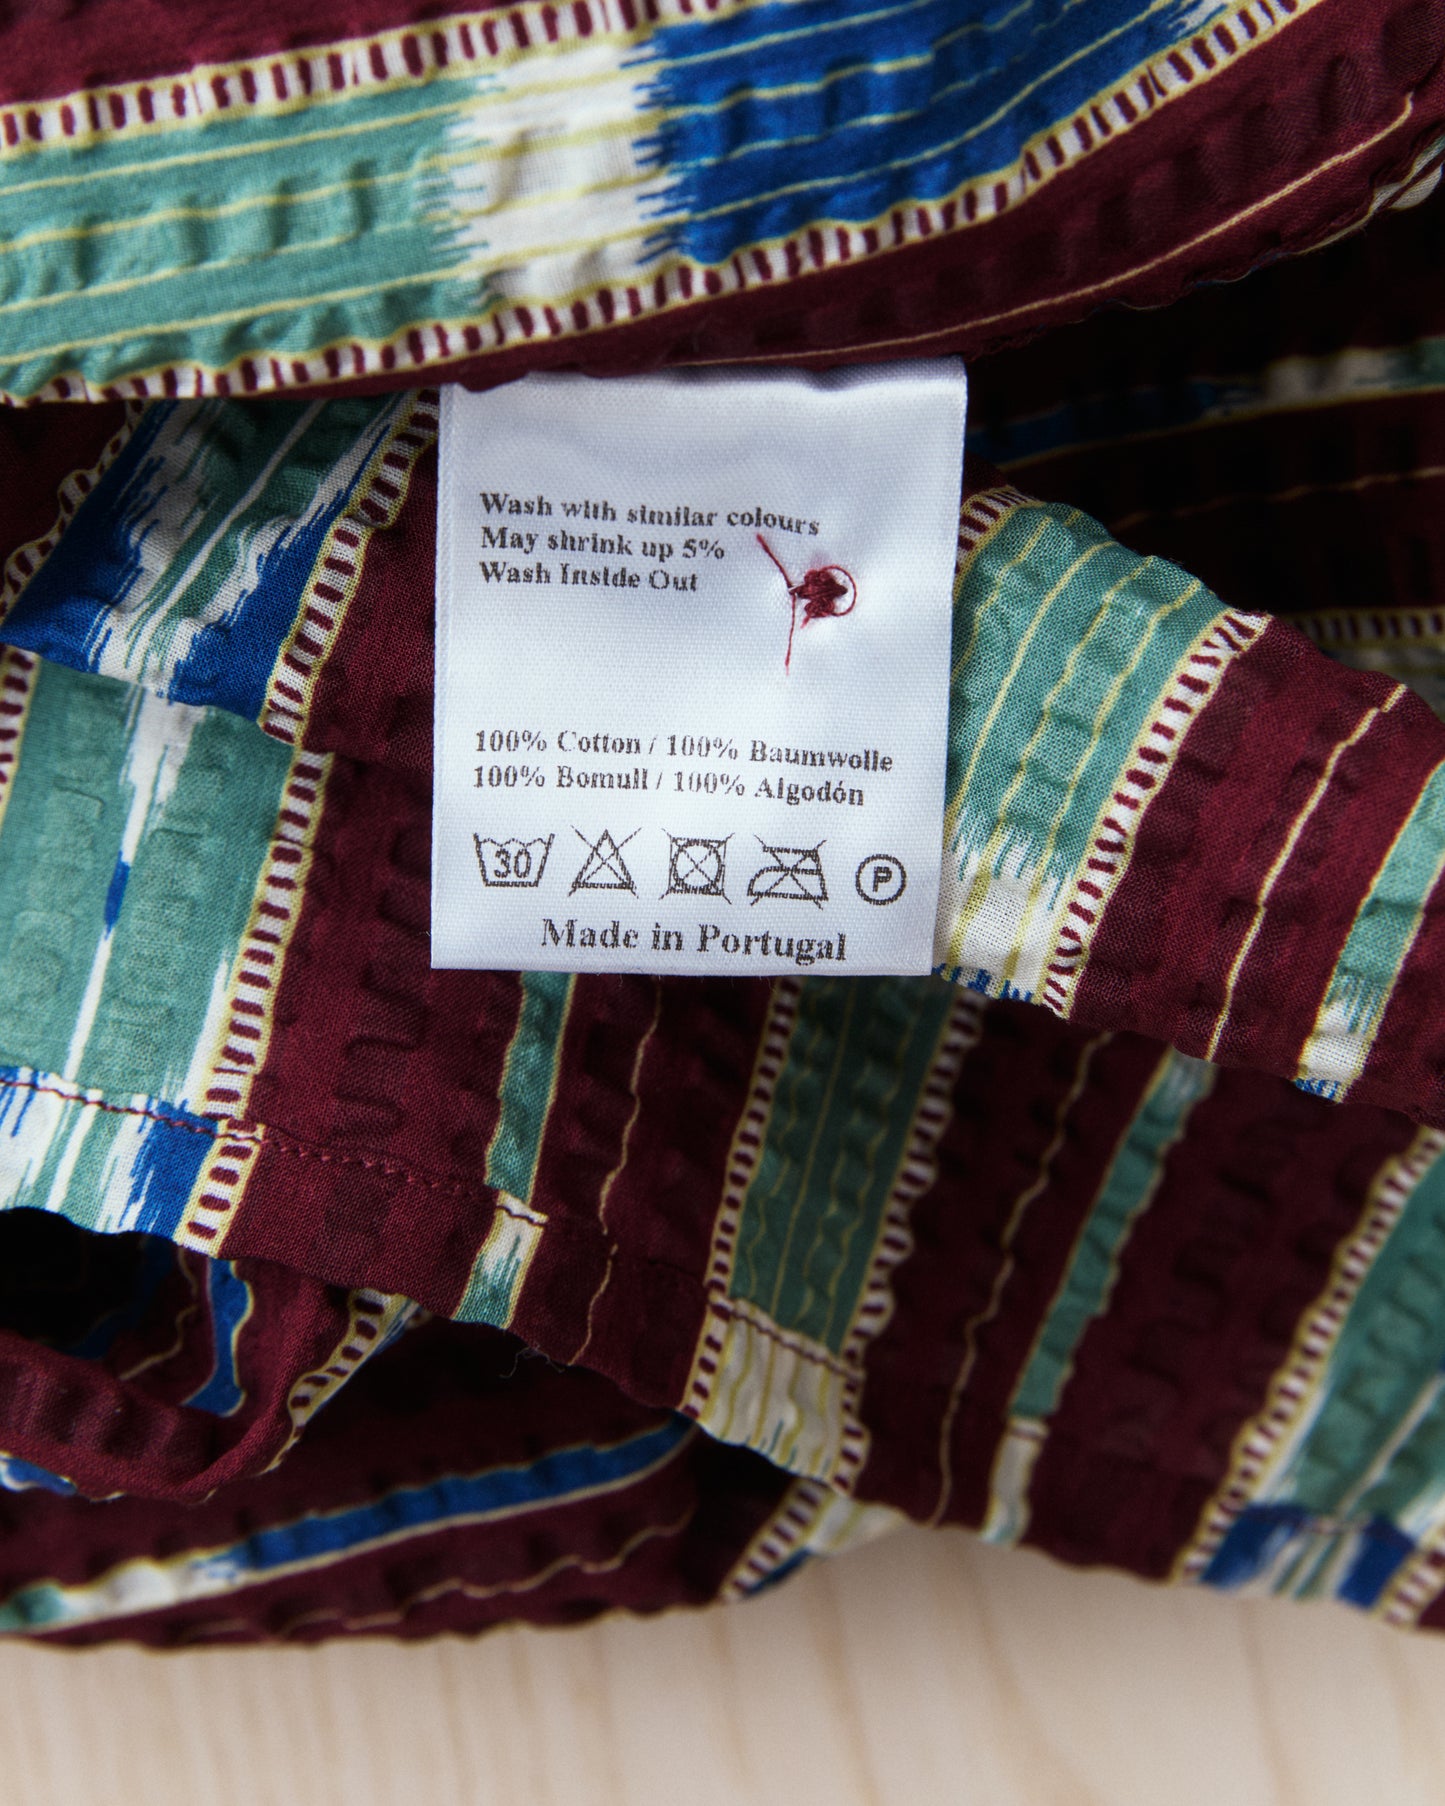 Wash with similar colours
May shrink up 5%
Wash Inside Out
100% Cotton / 100% Baumwolle
100% Bomull / 100% Algodón
30
P
Made in Portugal